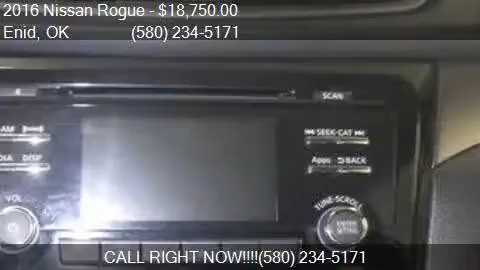 2016 Nissan Rogue - $18,750.00
Enid, OK (580) 234-5171
SCAN
AM
SEEK-CAT
DIA DISP
Apps BACK
VOL
TUNE-SCROLL
CALL RIGHT NOW!!!!(580) 234-5171